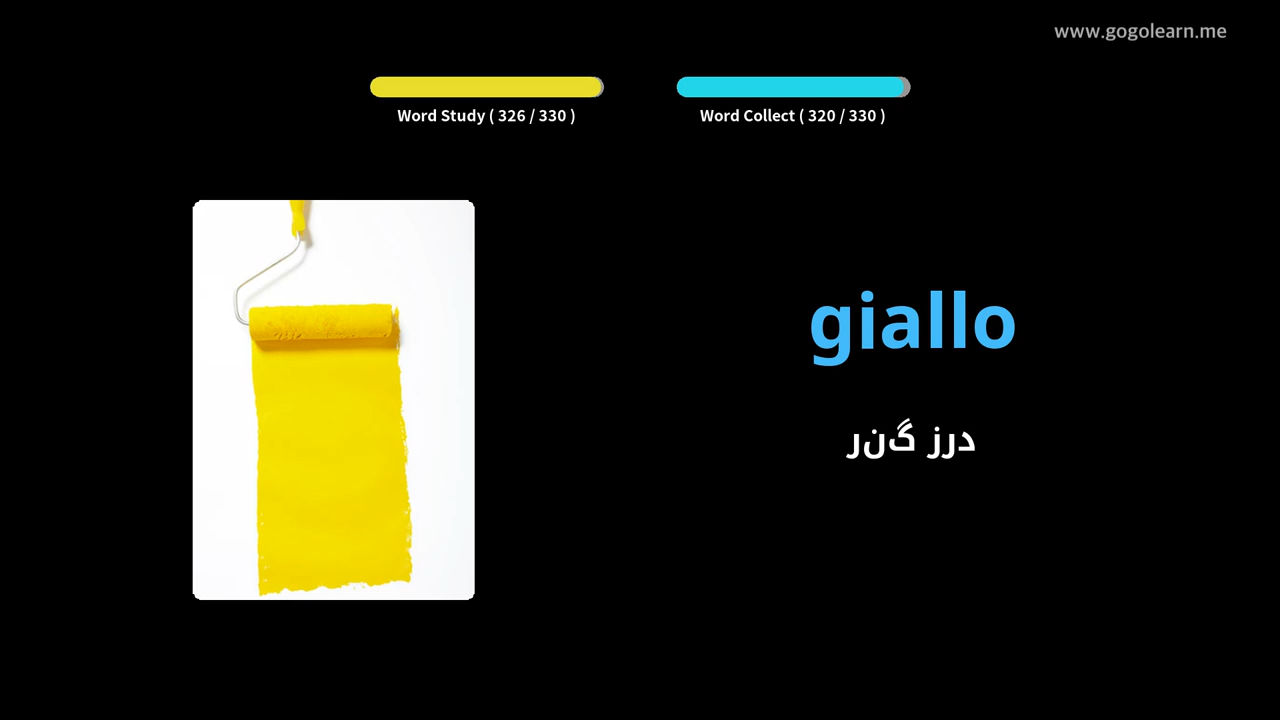 www.gogolearn.me
Word Study ( 326 / 330 )
Word Collect ( 320 / 330 )
giallo
درز گنر